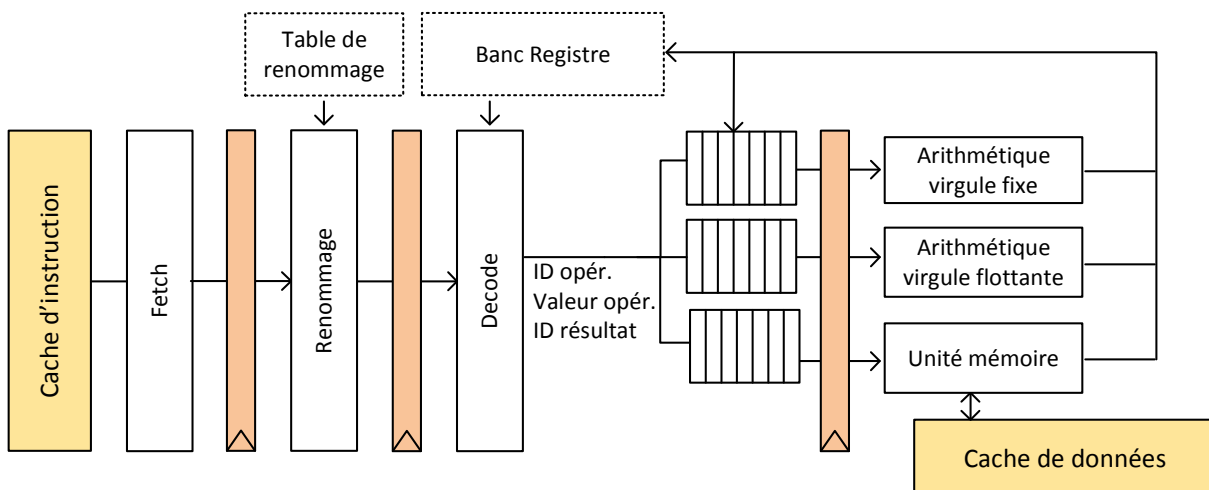 Table de
renommage
Banc Registre
Cache d'instruction
Fetch
Renommage
Decode
ID opér.
Valeur opér.
ID résultat
Arithmétique
virgule fixe
Arithmétique
virgule flottante
Unité mémoire
Cache de données